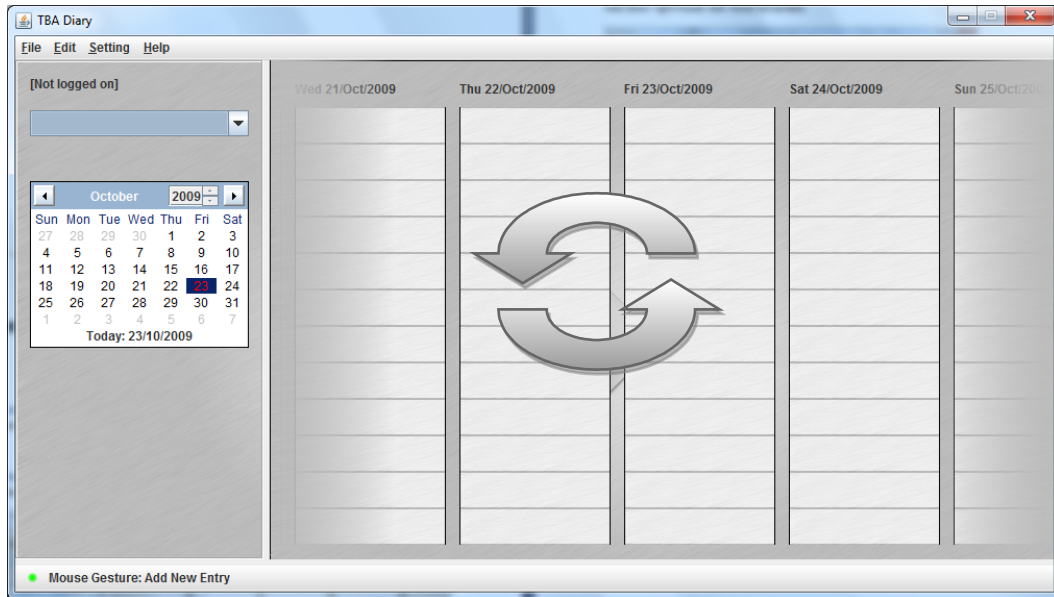 TBA Diary
File Edit Setting Help
[Not logged on]
Wed 21/Oct/2009 Thu 22/Oct/2009 Fri 23/Oct/2009 Sat 24/Oct/2009 Sun 25/Oct/200
October 2009
Sun Mon Tue Wed Thu Fri Sat
27 28 29 30 1 2 3
4 5 6 7 8 9 10
11 12 13 14 15 16 17
18 19 20 21 22 23 24
25 26 27 28 29 30 31
1 2 3 4 5 6 7
Today: 23/10/2009
Mouse Gesture: Add New Entry